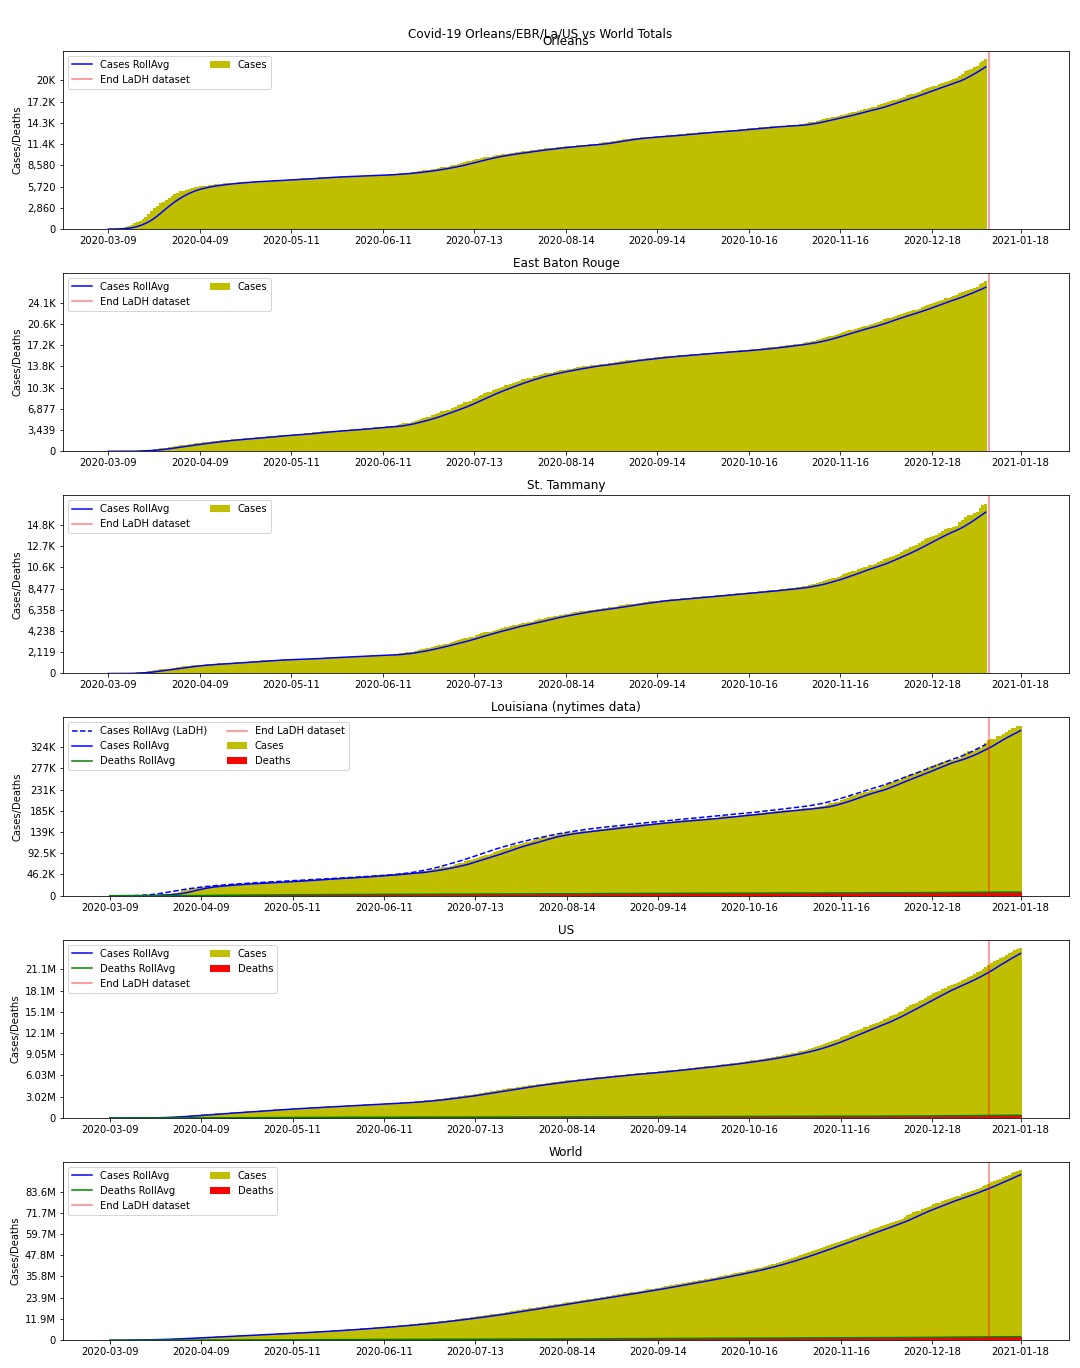 Covid-19 Orleans/EBR/La/US vs World Totals
Orleans
Cases RollAvg Cases
End LaDH dataset
Cases/Deaths
20K
17.2K
14.3K
11.4K
8,580
5,720
2,860
0
2020-03-09 2020-04-09 2020-05-11 2020-06-11 2020-07-13 2020-08-14 2020-09-14 2020-10-16 2020-11-16 2020-12-18 2021-01-18
East Baton Rouge
Cases RollAvg Cases
End LaDH dataset
Cases/Deaths
24.1K
20.6K
17.2K
13.8K
10.3K
6,877
3,439
0
2020-03-09 2020-04-09 2020-05-11 2020-06-11 2020-07-13 2020-08-14 2020-09-14 2020-10-16 2020-11-16 2020-12-18 2021-01-18
St. Tammany
Cases RollAvg Cases
End LaDH dataset
Cases/Deaths
14.8K
12.7K
10.6K
8,477
6,358
4,238
2,119
0
2020-03-09 2020-04-09 2020-05-11 2020-06-11 2020-07-13 2020-08-14 2020-09-14 2020-10-16 2020-11-16 2020-12-18 2021-01-18
Louisiana (nytimes data)
Cases RollAvg (LaDH) End LaDH dataset
Cases RollAvg Cases
Deaths RollAvg Deaths
Cases/Deaths
324K
277K
231K
185K
139K
92.5K
46.2K
0
2020-03-09 2020-04-09 2020-05-11 2020-06-11 2020-07-13 2020-08-14 2020-09-14 2020-10-16 2020-11-16 2020-12-18 2021-01-18
US
Cases RollAvg Cases
Deaths RollAvg Deaths
End LaDH dataset
Cases/Deaths
21.1M
18.1M
15.1M
12.1M
9.05M
6.03M
3.02M
0
2020-03-09 2020-04-09 2020-05-11 2020-06-11 2020-07-13 2020-08-14 2020-09-14 2020-10-16 2020-11-16 2020-12-18 2021-01-18
World
Cases RollAvg Cases
Deaths RollAvg Deaths
End LaDH dataset
Cases/Deaths
83.6M
71.7M
59.7M
47.8M
35.8M
23.9M
11.9M
0
2020-03-09 2020-04-09 2020-05-11 2020-06-11 2020-07-13 2020-08-14 2020-09-14 2020-10-16 2020-11-16 2020-12-18 2021-01-18